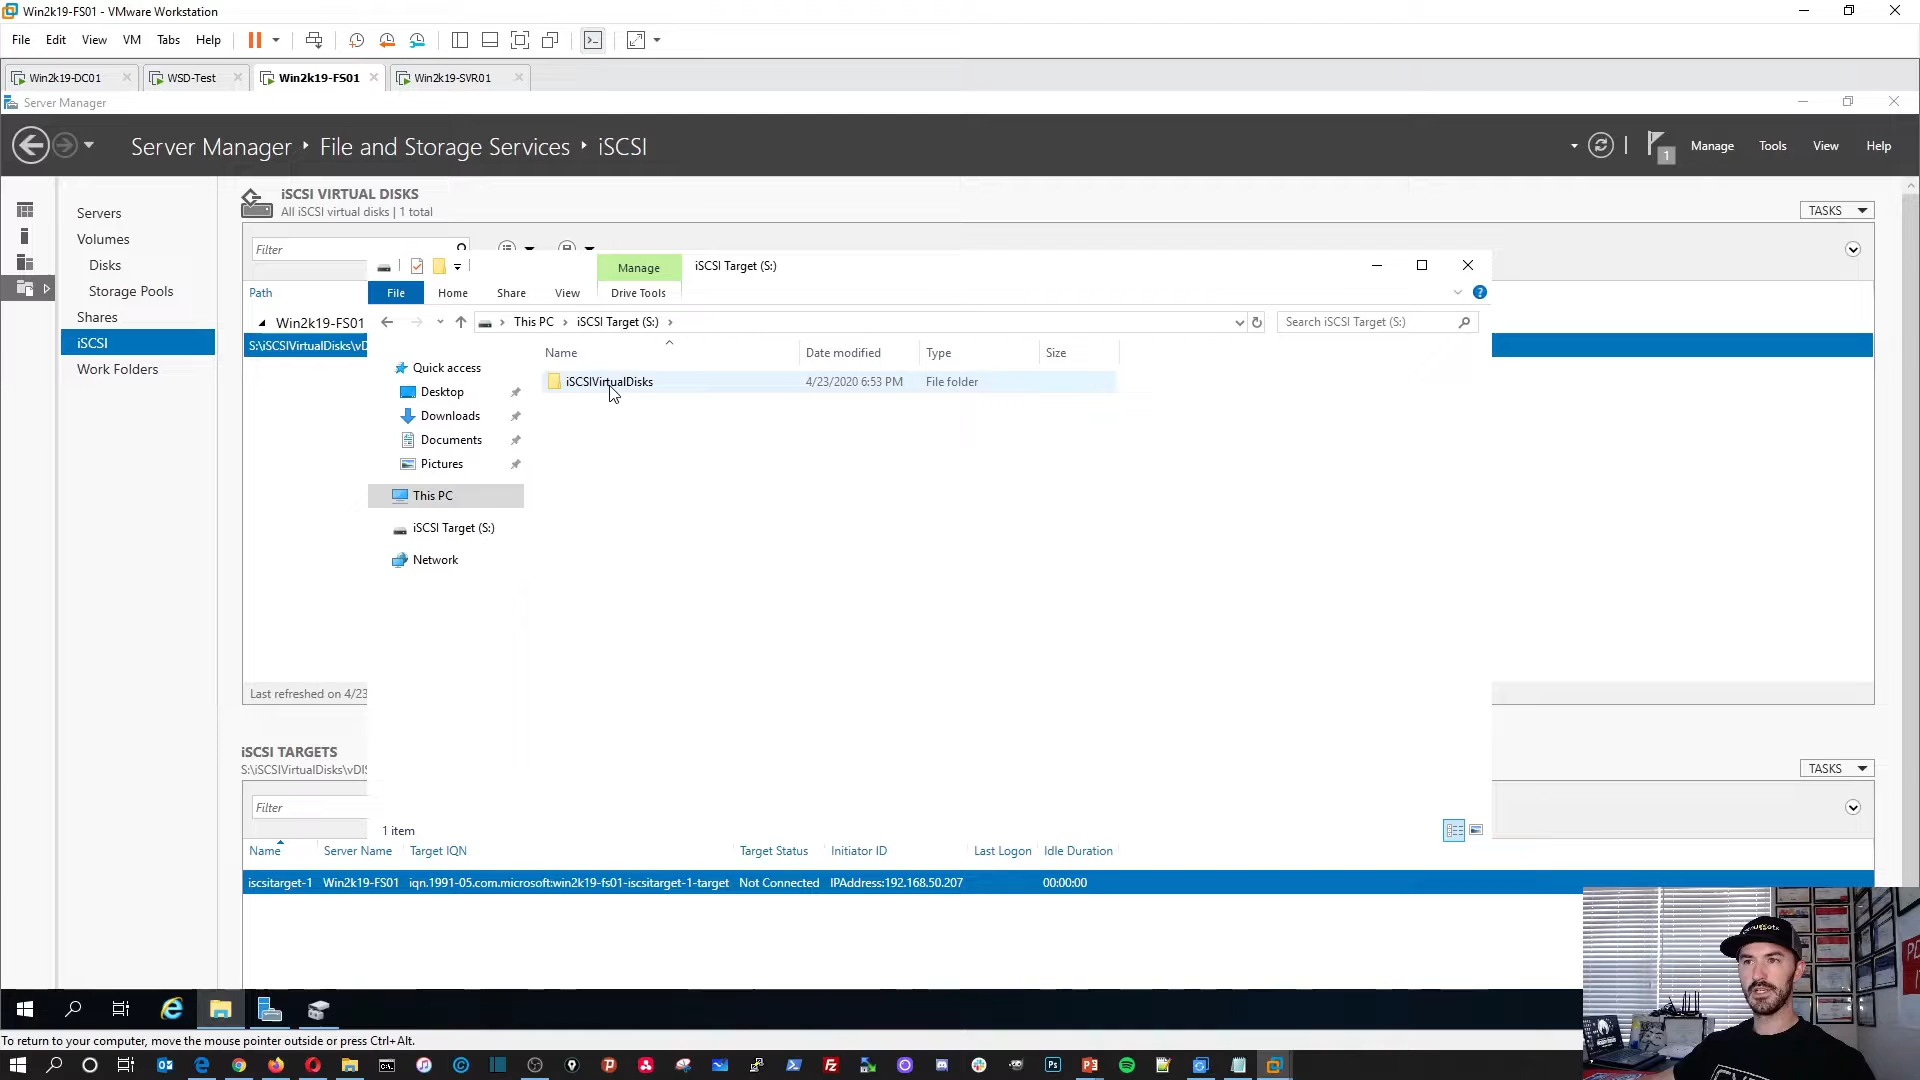 Win2k19-FS01 - VMware Workstation
File Edit View VM Tabs Help
Win2k19-DC01 WSD-Test Win2k19-FS01 Win2k19-SVR01
Server Manager
Server Manager File and Storage Services iSCSI
1 Manage Tools View Help
Servers
Volumes
Disks
Storage Pools
Shares
iSCSI
Work Folders
iSCSI VIRTUAL DISKS
All iSCSI virtual disks | 1 total
TASKS
Filter
Path
Win2k19-FS01
S:\iSCSIVirtualDisks\vD
Last refreshed on 4/23
Manage iSCSI Target (S:)
File Home Share View Drive Tools
This PC iSCSI Target (S:)
Search iSCSI Target (S:)
Name Date modified Type Size
iSCSIVirtualDisks 4/23/2020 6:53 PM File folder
Quick access
Desktop
Downloads
Documents
Pictures
This PC
iSCSI Target (S:)
Network
1 item
iSCSI TARGETS
S:\iSCSIVirtualDisks\vDIS
TASKS
Filter
Name Server Name Target IQN Target Status Initiator ID Last Logon Idle Duration
iscsitarget-1 Win2k19-FS01 iqn.1991-05.com.microsoft:win2k19-fs01-iscsitarget-1-target Not Connected IPAddress:192.168.50.207 00:00:00
To return to your computer, move the mouse pointer outside or press Ctrl+Alt.